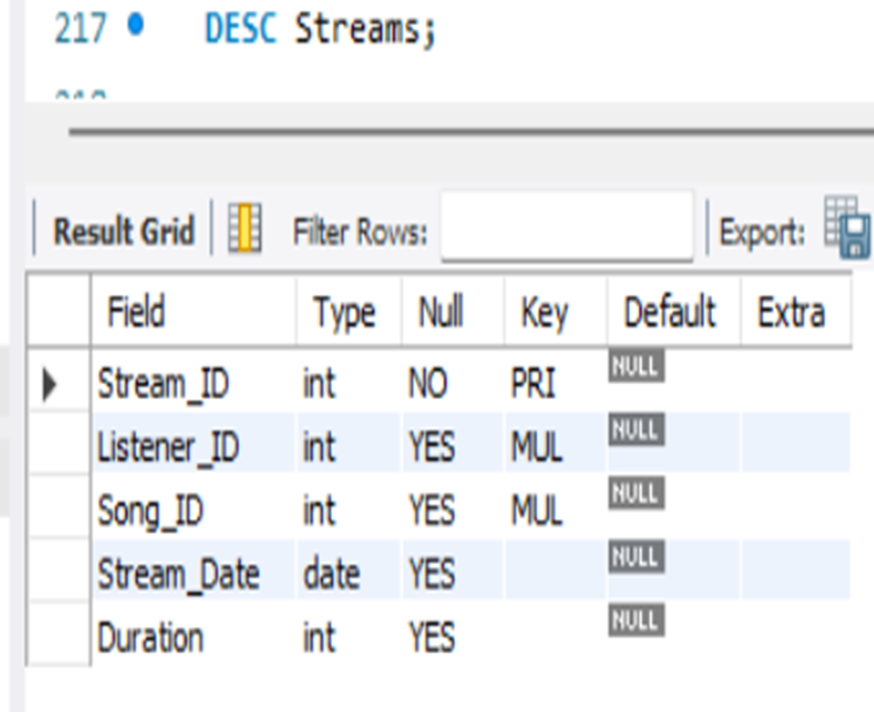 217 DESC Streams;
Result Grid Filter Rows: Export:
Field Type Null Key Default Extra
Stream_ID int NO PRI NULL
Listener_ID int YES MUL NULL
Song_ID int YES MUL NULL
Stream_Date date YES NULL
Duration int YES NULL